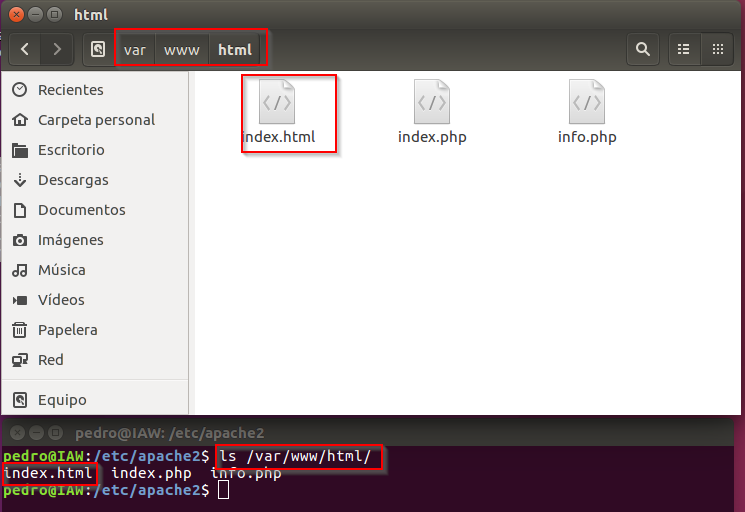 html
var www html
Recientes
Carpeta personal
Escritorio
Descargas
Documentos
Imágenes
Música
Vídeos
Papelera
Red
Equipo
index.html index.php info.php
pedro@IAW: /etc/apache2
pedro@IAW:/etc/apache2$ ls /var/www/html/
index.html index.php info.php
pedro@IAW:/etc/apache2$